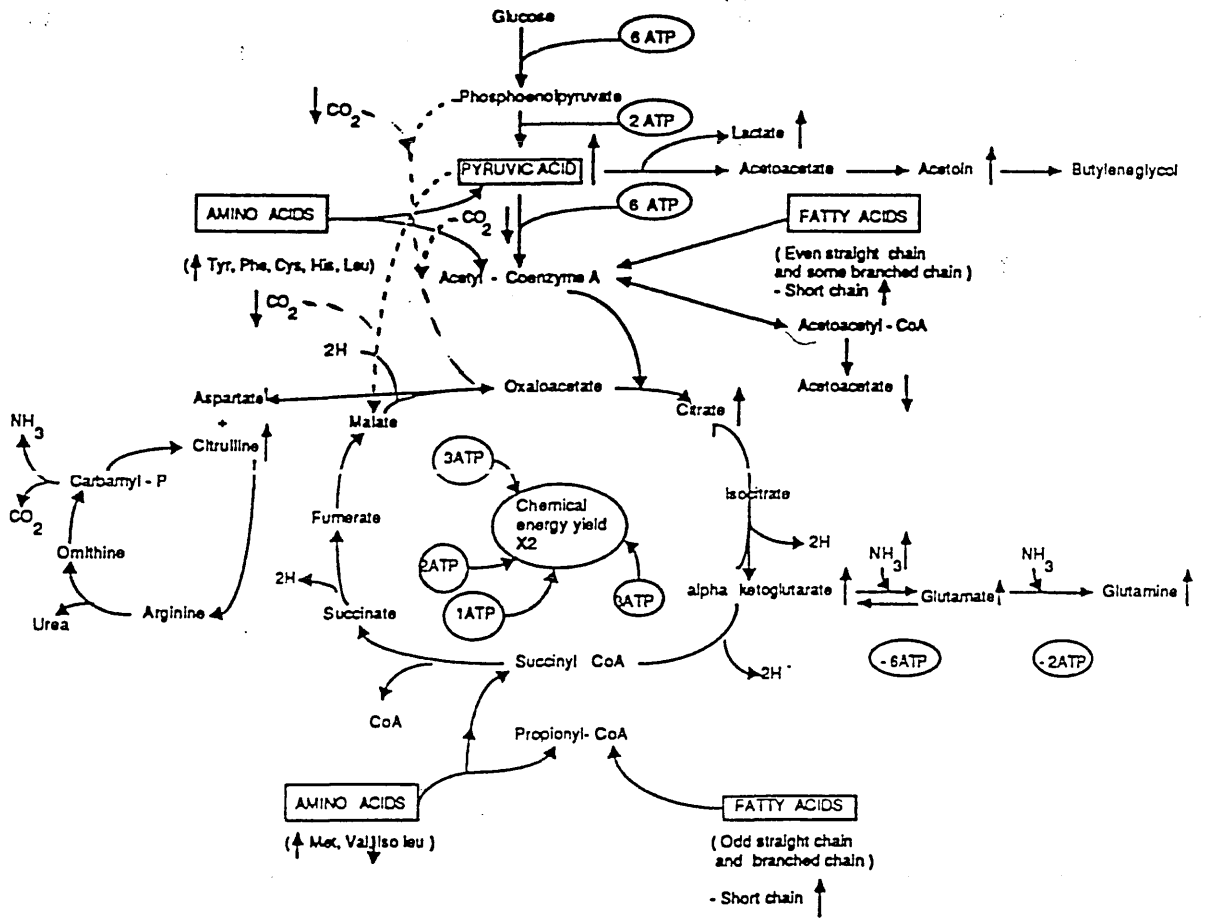 Glucose
6 ATP
Phosphoenolpyruvate
CO2
2 ATP
Lactate
PYRUVIC ACID
Acetoacetate
Acetoin
Butyleneglycol
AMINO ACIDS
CO2
6 ATP
FATTY ACIDS
( Tyr, Phe, Cys, His, Leu)
Acetyl - Coenzyme A
( Even straight chain
and some branched chain )
- Short chain
CO2
Acetoacetyl - CoA
2H
Oxaloacetate
Acetoacetate
Aspartate
Citrate
+
Malate
NH3
Citrulline
3ATP
Carbamyl - P
Isocitrate
CO2
Fumerate
Chemical
energy yield
X2
2H
Ornithine
2ATP
NH3
NH3
2H
alpha ketoglutarate
Glutamate
Glutamine
1ATP
3ATP
Succinate
Arginine
Urea
Succinyl CoA
- 6ATP
- 2ATP
2H
CoA
Propionyl - CoA
AMINO ACIDS
FATTY ACIDS
( Met, Val, Iso leu )
( Odd straight chain
and branched chain )
- Short chain